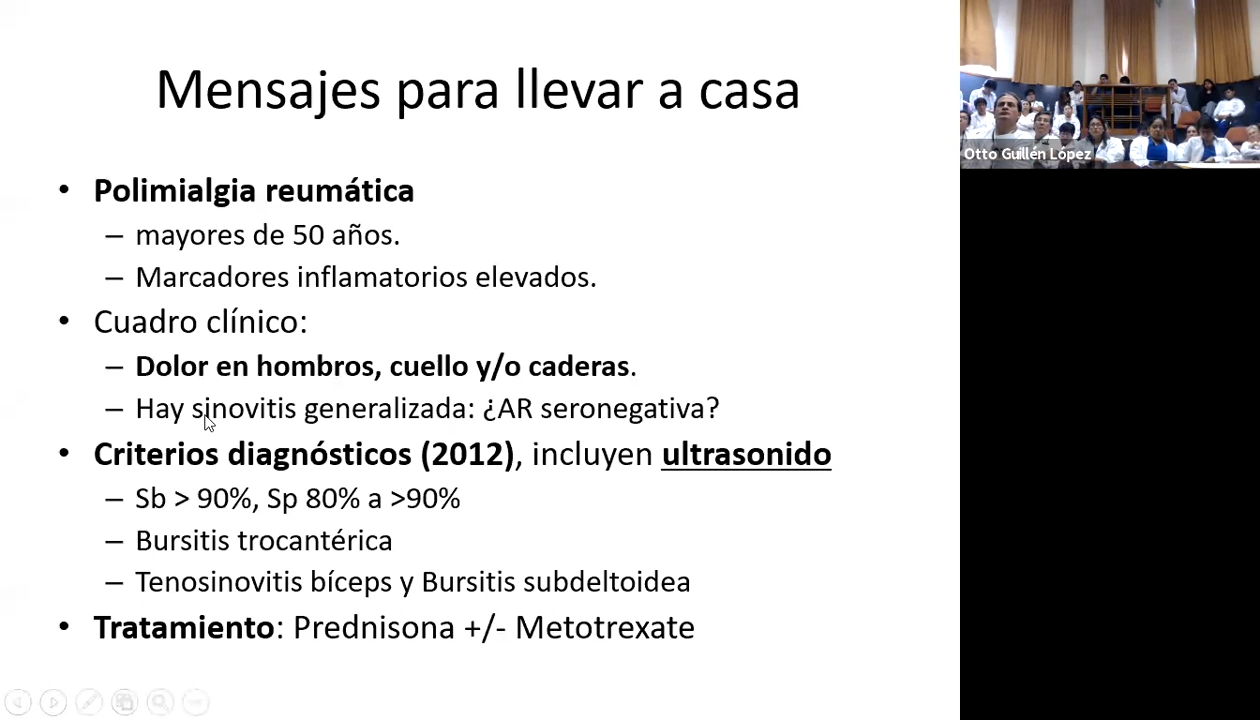 Mensajes para llevar a casa
Otto Guillén López
• Polimialgia reumática
– mayores de 50 años.
– Marcadores inflamatorios elevados.
• Cuadro clínico:
– Dolor en hombros, cuello y/o caderas.
– Hay sinovitis generalizada: ¿AR seronegativa?
• Criterios diagnósticos (2012), incluyen ultrasonido
– Sb > 90%, Sp 80% a >90%
– Bursitis trocantérica
– Tenosinovitis bíceps y Bursitis subdeltoidea
• Tratamiento: Prednisona +/- Metotrexate